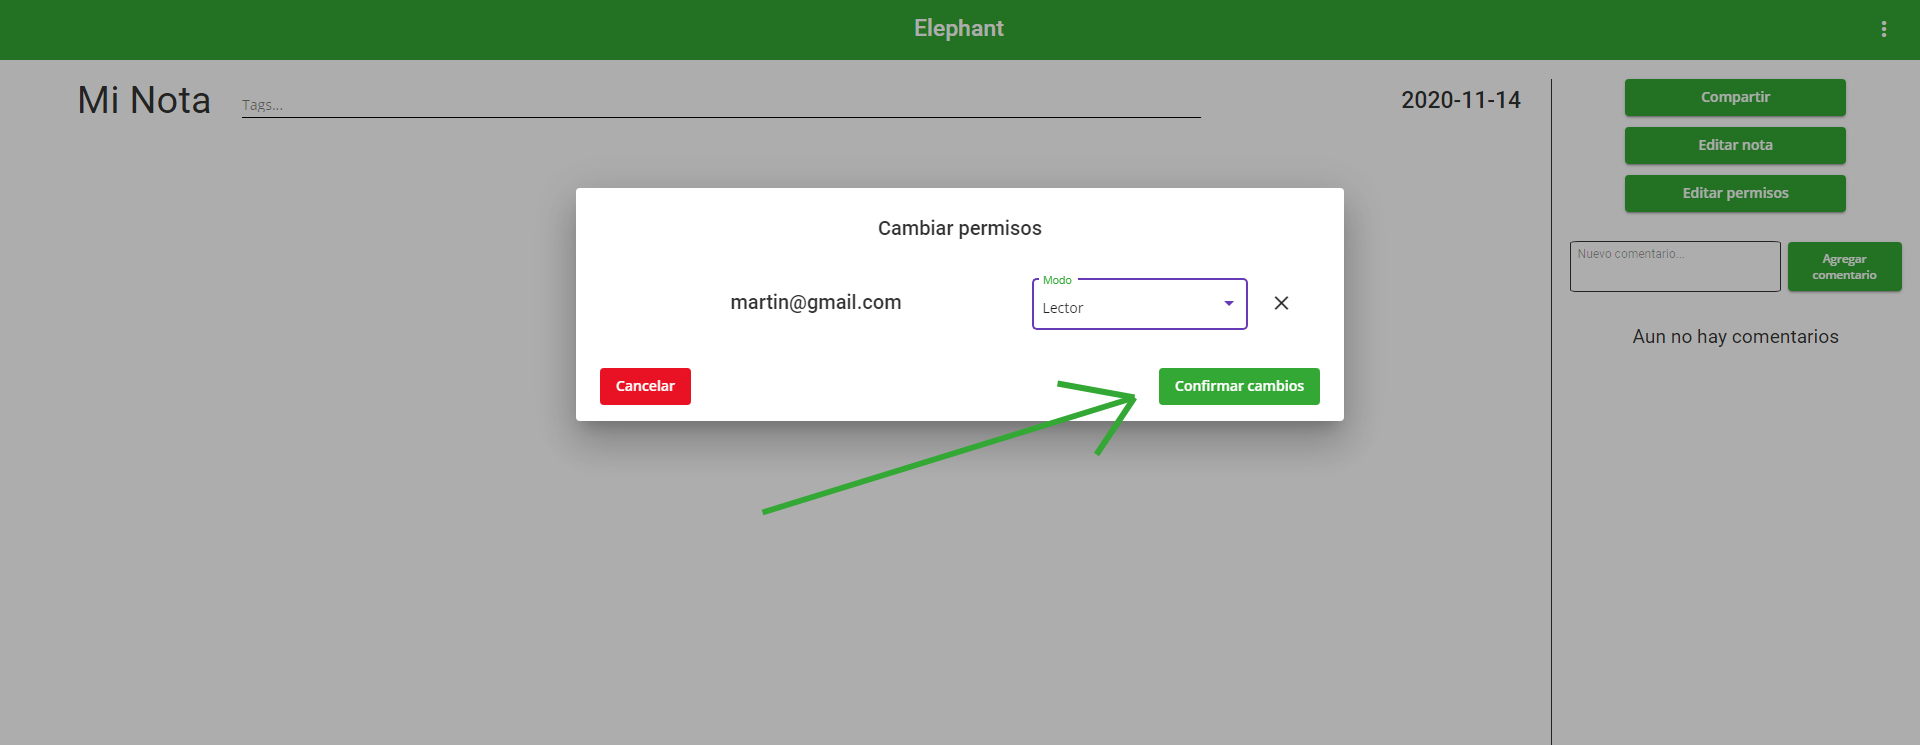 Elephant
Mi Nota
Tags...
2020-11-14
Compartir
Editar nota
Editar permisos
Nuevo comentario...
Agregar
comentario
Aun no hay comentarios
Cambiar permisos
martin@gmail.com
Modo
Lector
Cancelar
Confirmar cambios